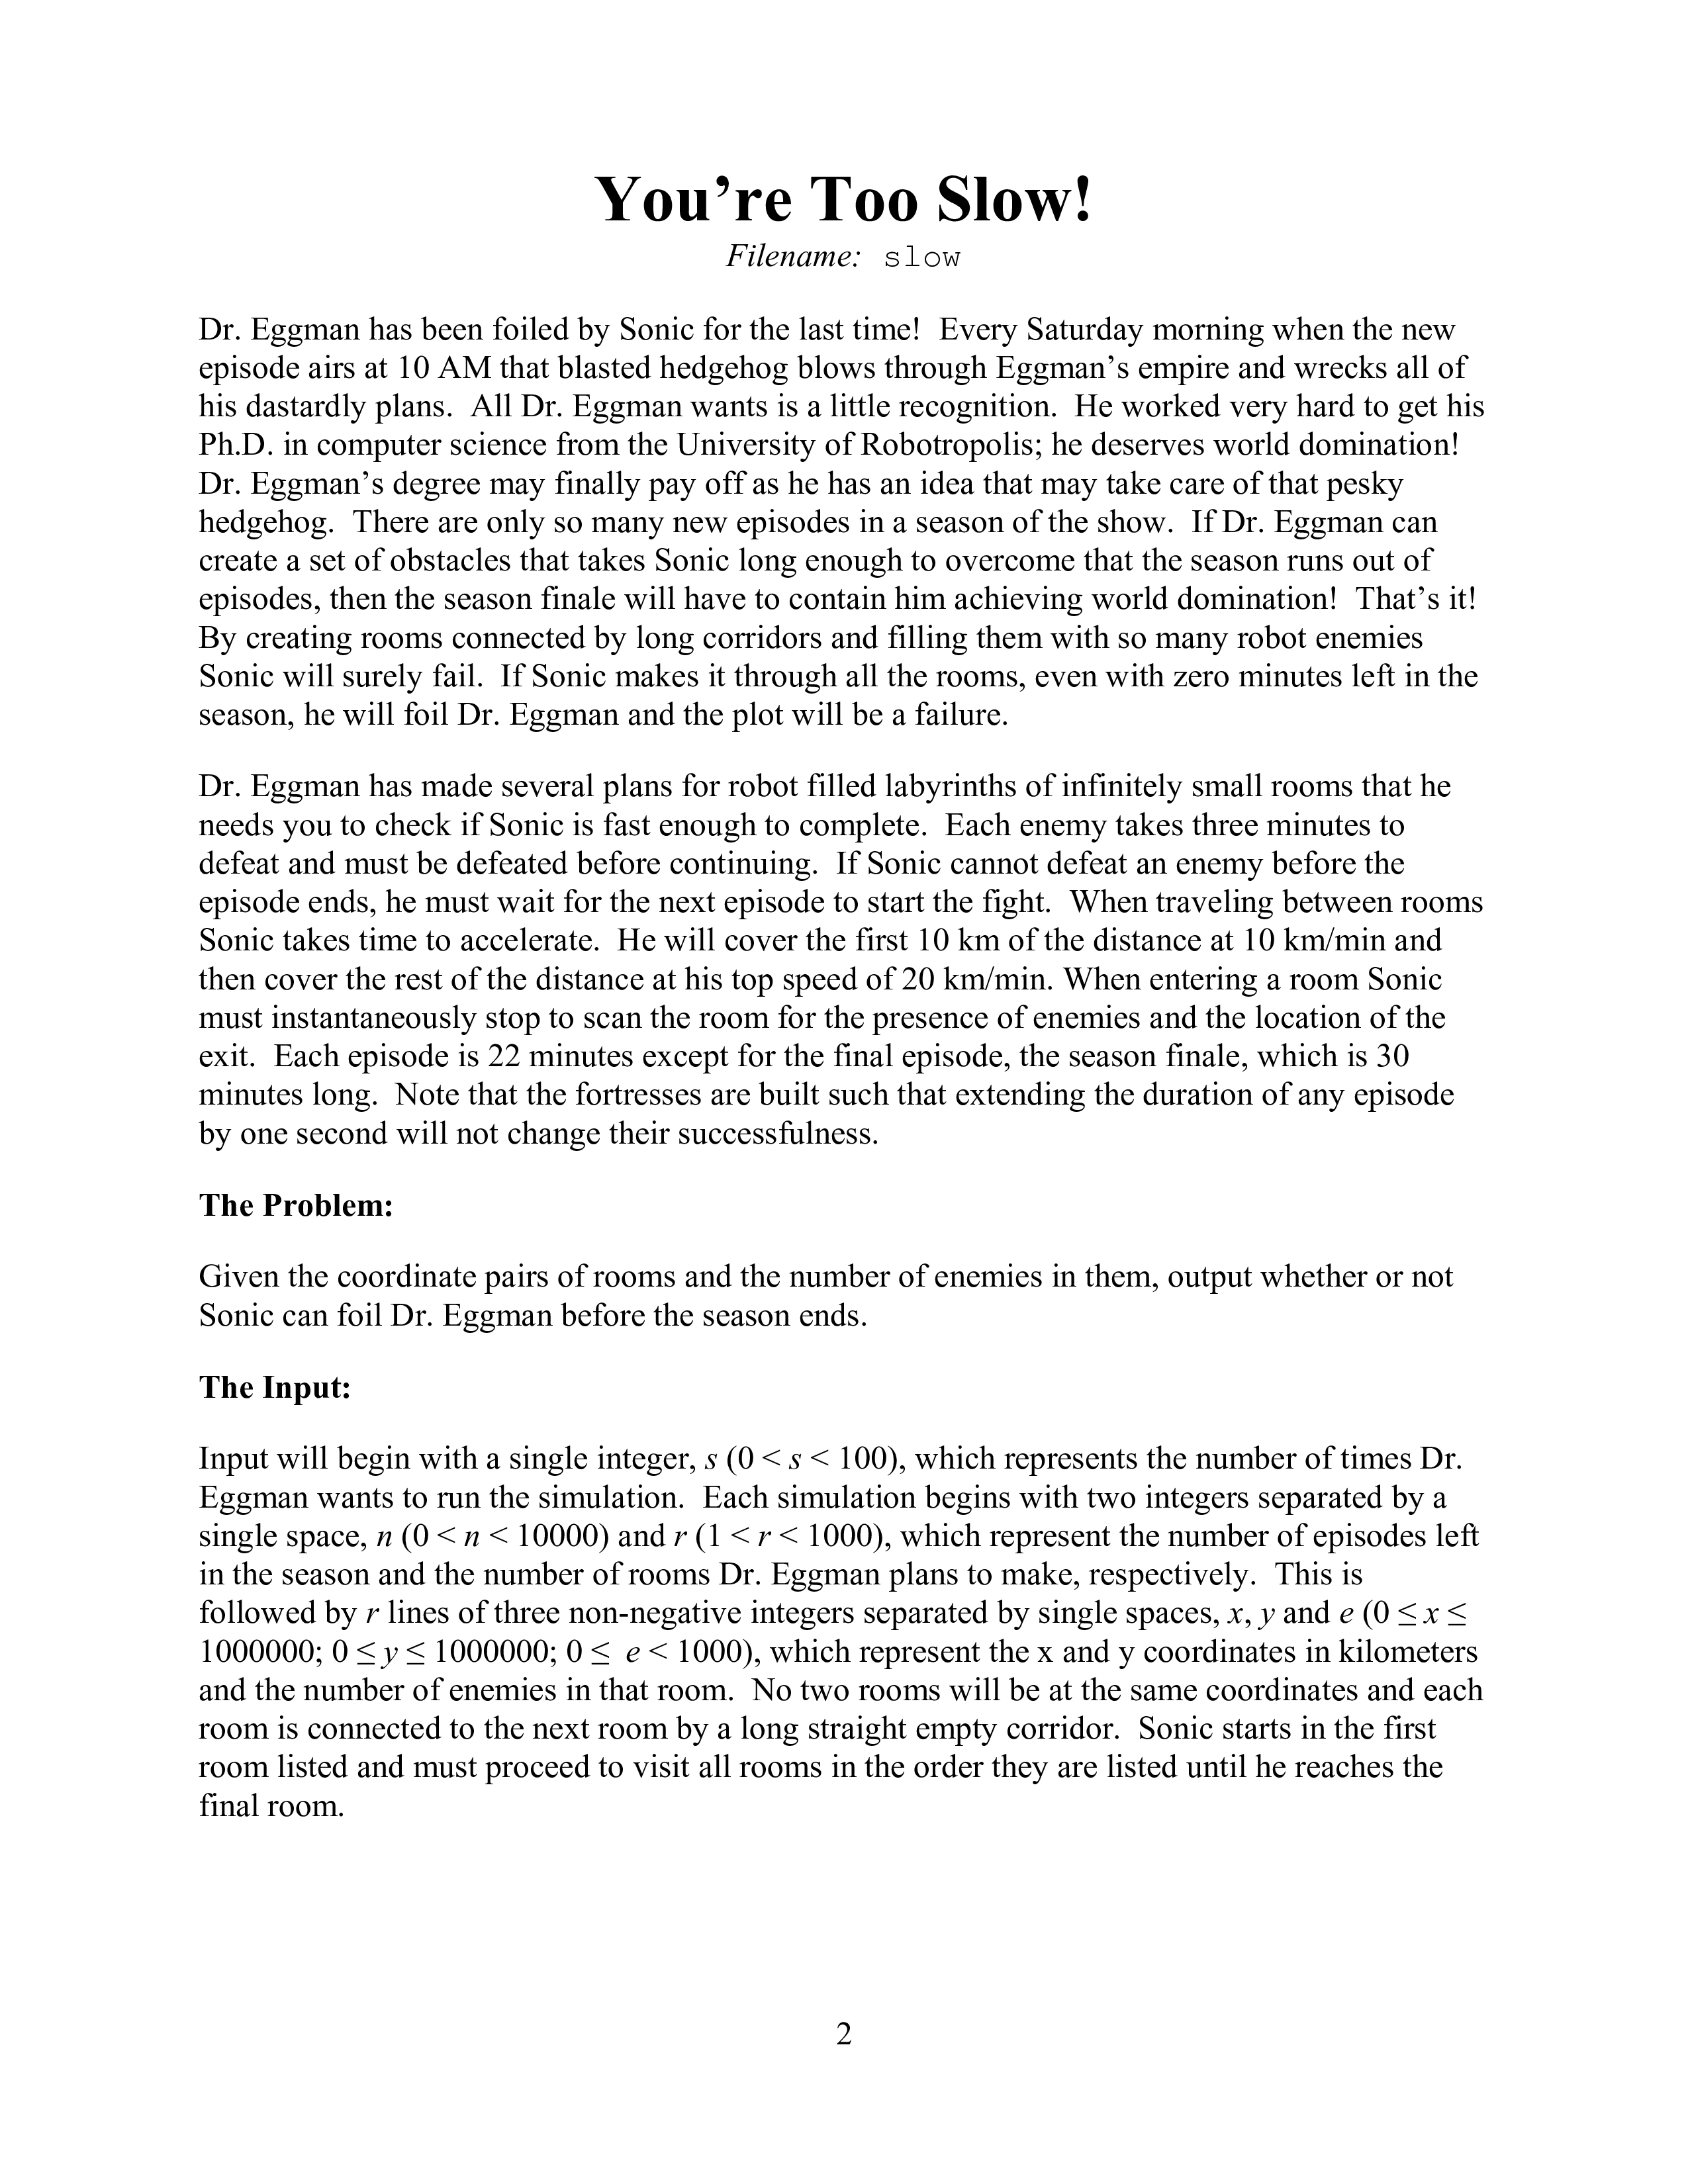 You’re Too Slow!
Filename: slow
Dr. Eggman has been foiled by Sonic for the last time!  Every Saturday morning when the new
episode airs at 10 AM that blasted hedgehog blows through Eggman’s empire and wrecks all of
his dastardly plans.  All Dr. Eggman wants is a little recognition.  He worked very hard to get his
Ph.D. in computer science from the University of Robotropolis; he deserves world domination!
Dr. Eggman’s degree may finally pay off as he has an idea that may take care of that pesky
hedgehog.  There are only so many new episodes in a season of the show.  If Dr. Eggman can
create a set of obstacles that takes Sonic long enough to overcome that the season runs out of
episodes, then the season finale will have to contain him achieving world domination!  That’s it!
By creating rooms connected by long corridors and filling them with so many robot enemies
Sonic will surely fail.  If Sonic makes it through all the rooms, even with zero minutes left in the
season, he will foil Dr. Eggman and the plot will be a failure.
Dr. Eggman has made several plans for robot filled labyrinths of infinitely small rooms that he
needs you to check if Sonic is fast enough to complete.  Each enemy takes three minutes to
defeat and must be defeated before continuing.  If Sonic cannot defeat an enemy before the
episode ends, he must wait for the next episode to start the fight.  When traveling between rooms
Sonic takes time to accelerate.  He will cover the first 10 km of the distance at 10 km/min and
then cover the rest of the distance at his top speed of 20 km/min. When entering a room Sonic
must instantaneously stop to scan the room for the presence of enemies and the location of the
exit.  Each episode is 22 minutes except for the final episode, the season finale, which is 30
minutes long.  Note that the fortresses are built such that extending the duration of any episode
by one second will not change their successfulness.
The Problem:
Given the coordinate pairs of rooms and the number of enemies in them, output whether or not
Sonic can foil Dr. Eggman before the season ends.
The Input:
Input will begin with a single integer, s (0 < s < 100), which represents the number of times Dr.
Eggman wants to run the simulation.  Each simulation begins with two integers separated by a
single space, n (0 < n < 10000) and r (1 < r < 1000), which represent the number of episodes left
in the season and the number of rooms Dr. Eggman plans to make, respectively.  This is
followed by r lines of three non-negative integers separated by single spaces, x, y and e (0 ≤ x ≤
1000000; 0 ≤ y ≤ 1000000; 0 ≤  e < 1000), which represent the x and y coordinates in kilometers
and the number of enemies in that room.  No two rooms will be at the same coordinates and each
room is connected to the next room by a long straight empty corridor.  Sonic starts in the first
room listed and must proceed to visit all rooms in the order they are listed until he reaches the
final room.
2